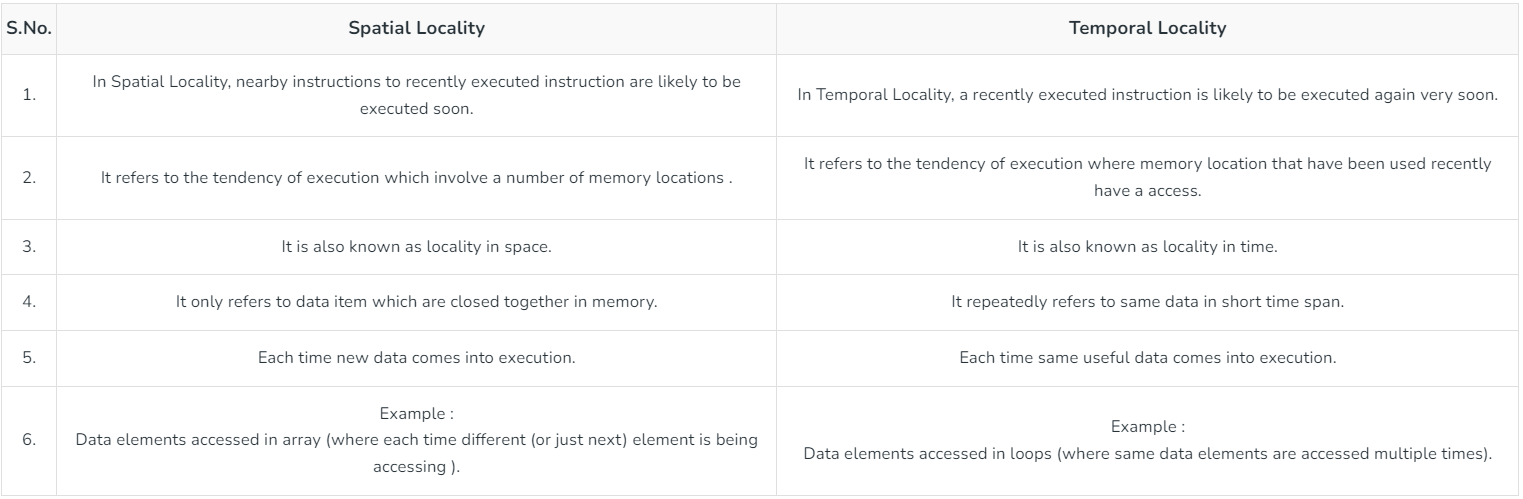 S.No.
Spatial Locality
Temporal Locality
1.
In Spatial Locality, nearby instructions to recently executed instruction are likely to be
executed soon.
In Temporal Locality, a recently executed instruction is likely to be executed again very soon.
2.
It refers to the tendency of execution which involve a number of memory locations .
It refers to the tendency of execution where memory location that have been used recently
have a access.
3.
It is also known as locality in space.
It is also known as locality in time.
4.
It only refers to data item which are closed together in memory.
It repeatedly refers to same data in short time span.
5.
Each time new data comes into execution.
Each time same useful data comes into execution.
6.
Example :
Data elements accessed in array (where each time different (or just next) element is being
accessing ).
Example :
Data elements accessed in loops (where same data elements are accessed multiple times).